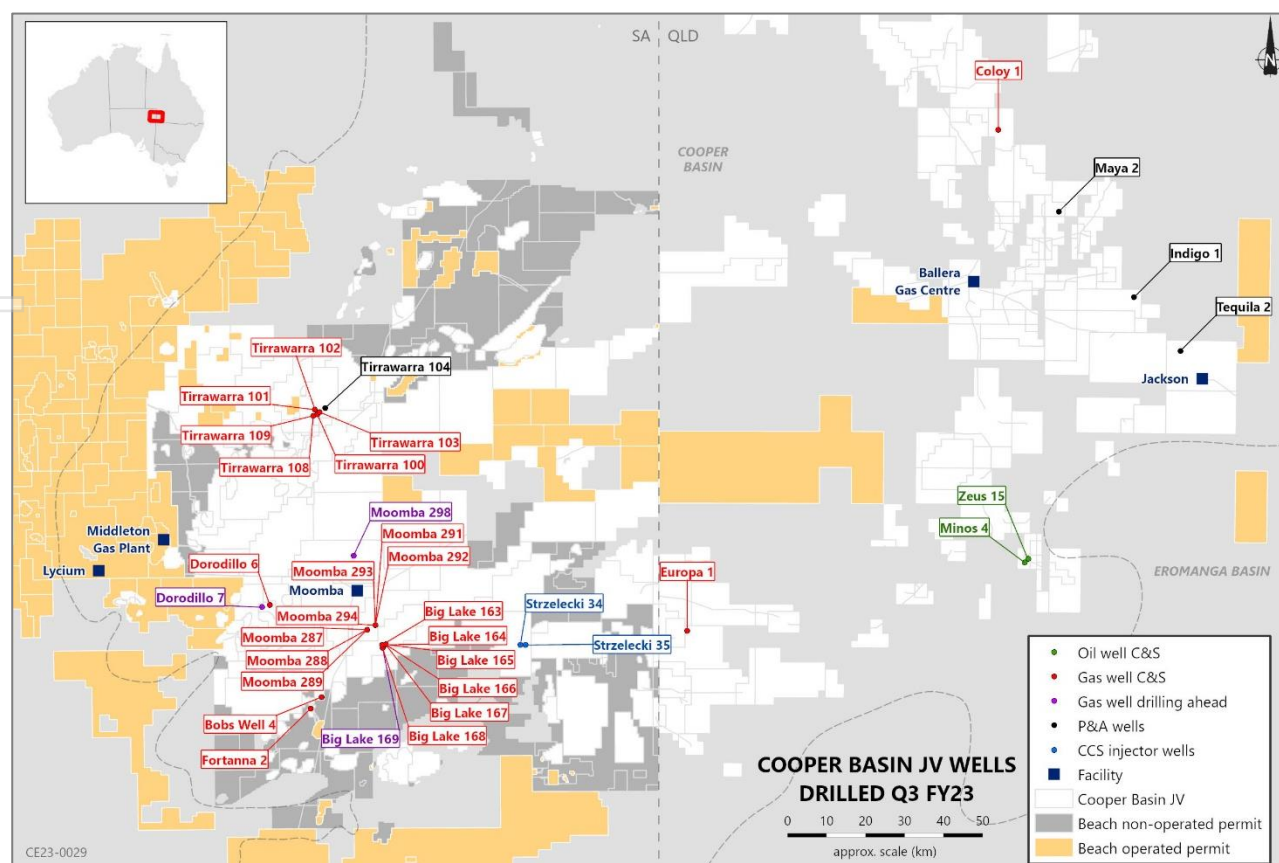 SA
QLD
N
Coloy 1
COOPER
BASIN
Maya 2
Ballera
Gas Centre
Indigo 1
Tequila 2
Jackson
Tirrawarra 102
Tirrawarra 104
Tirrawarra 101
Tirrawarra 109
Tirrawarra 103
Tirrawarra 108
Tirrawarra 100
Zeus 15
Minos 4
Moomba 298
Middleton
Gas Plant
Moomba 291
Moomba 292
Lycium
Dorodillo 6
Moomba 293
Europa 1
EROMANGA BASIN
Dorodillo 7
Moomba
Strzelecki 34
Moomba 294
Big Lake 163
Moomba 287
Big Lake 164
Strzelecki 35
Moomba 288
Big Lake 165
Moomba 289
Big Lake 166
Big Lake 167
Bobs Well 4
Big Lake 169
Big Lake 168
Fortanna 2
Oil well C&S
Gas well C&S
Gas well drilling ahead
P&A wells
CCS injector wells
Facility
Cooper Basin JV
Beach non-operated permit
Beach operated permit
COOPER BASIN JV WELLS
DRILLED Q3 FY23
0 10 20 30 40 50
approx. scale (km)
CE23-0029